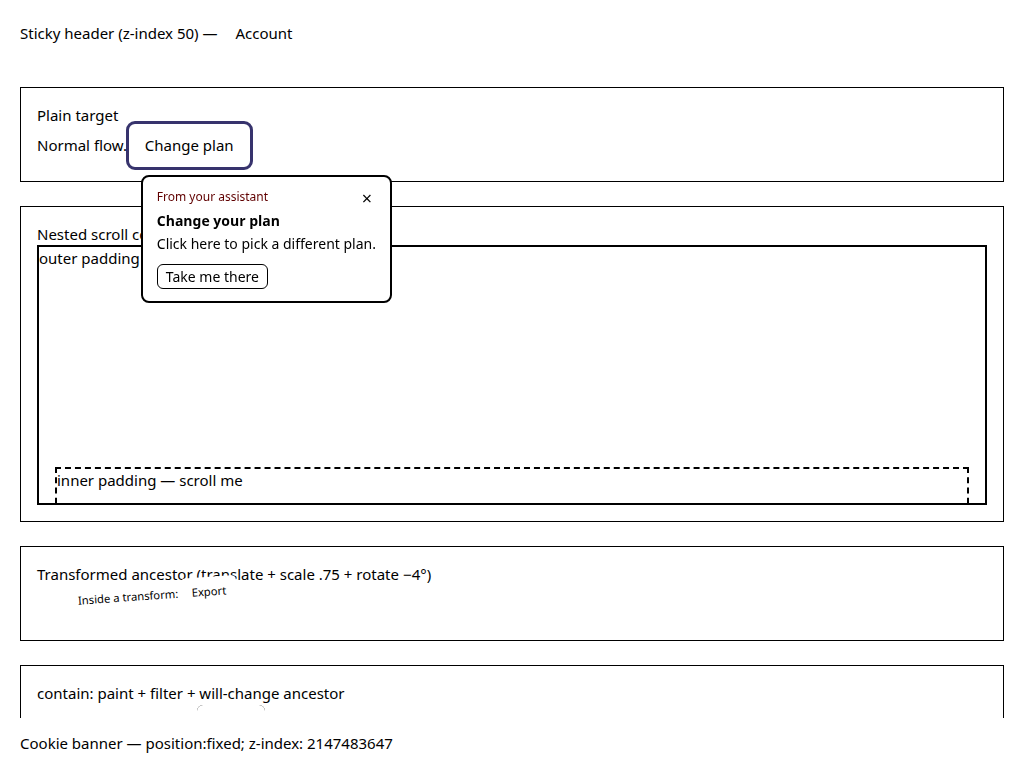 Sticky header (z-index 50) — Account
Plain target
Normal flow. Change plan
From your assistant ×
Change your plan
Click here to pick a different plan.
Take me there
Nested scroll
outer padding
inner padding — scroll me
Transformed ancestor (translate + scale .75 + rotate −4°)
Inside a transform: Export
contain: paint + filter + will-change ancestor
Cookie banner — position:fixed; z-index: 2147483647